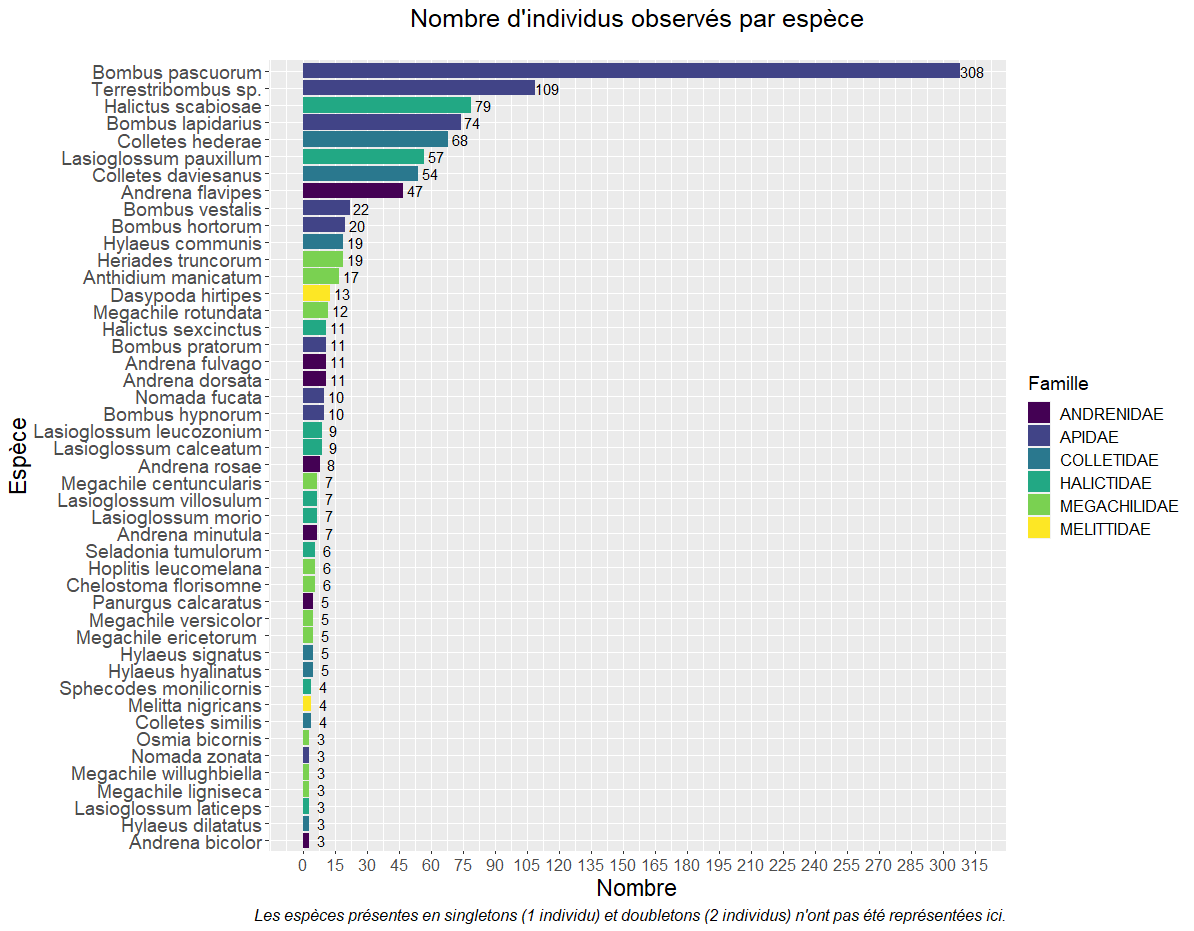 Nombre d'individus observés par espèce
Bombus pascuorum 308
Terrestribombus sp. 109
Halictus scabiosae 79
Bombus lapidarius 74
Colletes hederae 68
Lasioglossum pauxillum 57
Colletes daviesanus 54
Andrena flavipes 47
Bombus vestalis 22
Bombus hortorum 20
Hylaeus communis 19
Heriades truncorum 19
Anthidium manicatum 17
Dasypoda hirtipes 13
Megachile rotundata 12
Halictus sexcinctus 11
Bombus pratorum 11
Andrena fulvago 11
Andrena dorsata 11
Nomada fucata 10
Bombus hypnorum 10
Lasioglossum leucozonium 9
Lasioglossum calceatum 9
Andrena rosae 8
Megachile centuncularis 7
Lasioglossum villosulum 7
Lasioglossum morio 7
Andrena minutula 7
Seladonia tumulorum 6
Hoplitis leucomelana 6
Chelostoma florisomne 6
Panurgus calcaratus 5
Megachile versicolor 5
Megachile ericetorum 5
Hylaeus signatus 5
Hylaeus hyalinatus 5
Sphecodes monilicornis 4
Melitta nigricans 4
Colletes similis 4
Osmia bicornis 3
Nomada zonata 3
Megachile willughbiella 3
Megachile ligniseca 3
Lasioglossum laticeps 3
Hylaeus dilatatus 3
Andrena bicolor 3
Espèce
0 15 30 45 60 75 90 105 120 135 150 165 180 195 210 225 240 255 270 285 300 315
Nombre
Les espèces présentes en singletons (1 individu) et doubletons (2 individus) n'ont pas été représentées ici.
Famille
ANDRENIDAE
APIDAE
COLLETIDAE
HALICTIDAE
MEGACHILIDAE
MELITTIDAE